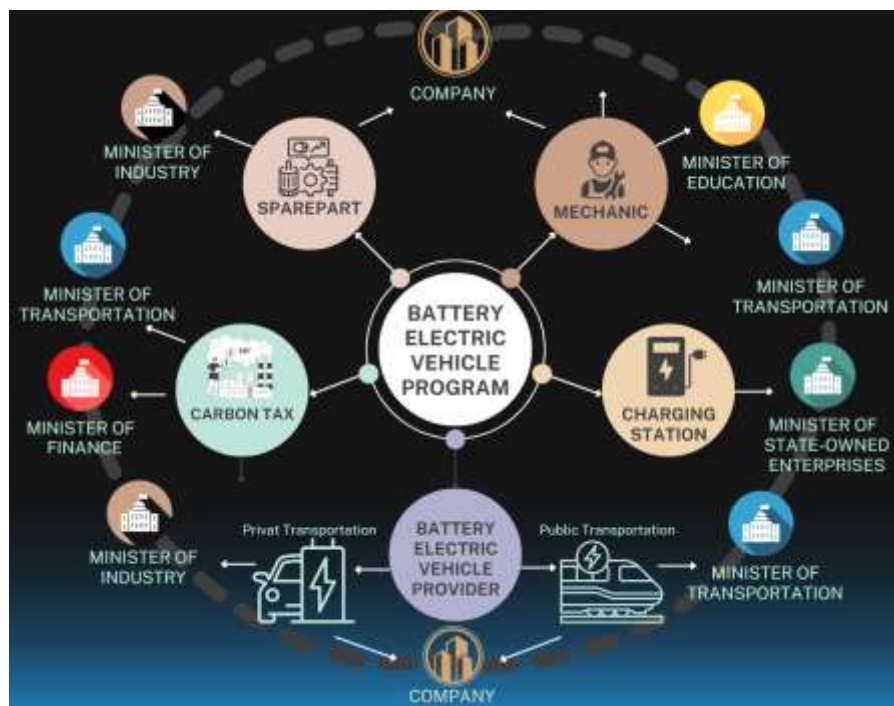 COMPANY
MINISTER OF
INDUSTRY
SPAREPART
MECHANIC
MINISTER OF
EDUCATION
MINISTER OF
TRANSPORTATION
MINISTER OF
TRANSPORTATION
BATTERY
ELECTRIC
VEHICLE
PROGRAM
CARBON TAX
CHARGING
STATION
MINISTER OF
FINANCE
MINISTER OF
STATE-OWNED
ENTERPRISES
Privat Transportation
Public Transportation
BATTERY
ELECTRIC
VEHICLE
PROVIDER
MINISTER OF
INDUSTRY
MINISTER OF
TRANSPORTATION
COMPANY